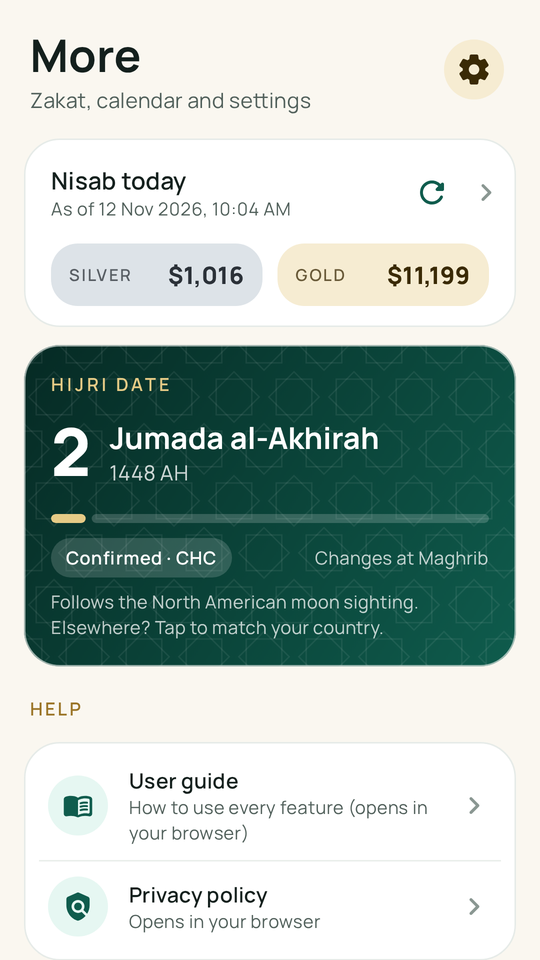 More
Zakat, calendar and settings
Nisab today
As of 12 Nov 2026, 10:04 AM
SILVER $1,016
GOLD $11,199
HIJRI DATE
2 Jumada al-Akhirah
1448 AH
Confirmed · CHC
Changes at Maghrib
Follows the North American moon sighting.
Elsewhere? Tap to match your country.
HELP
User guide
How to use every feature (opens in
your browser)
Privacy policy
Opens in your browser